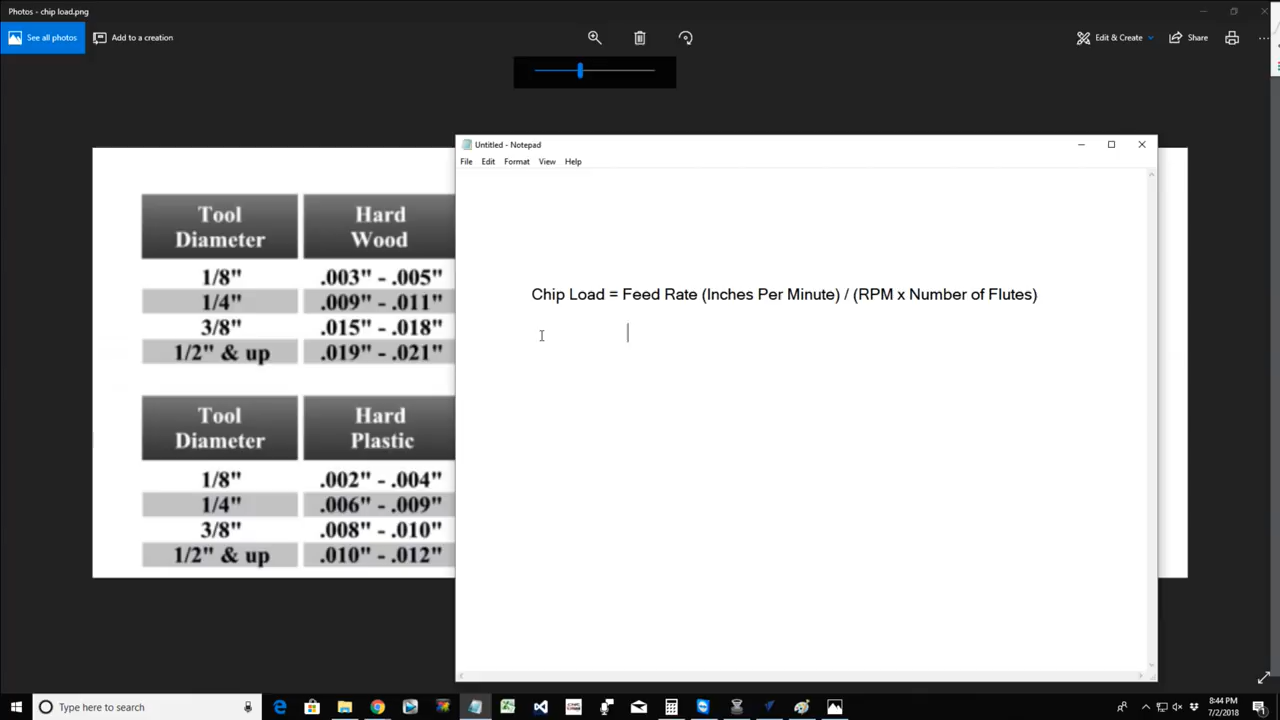 Photos - chip load.png
See all photos
Add to a creation
Edit & Create
Share
Untitled - Notepad
File Edit Format View Help
Chip Load = Feed Rate (Inches Per Minute) / (RPM x Number of Flutes)
Tool Diameter Hard Wood
1/8" .003" - .005"
1/4" .009" - .011"
3/8" .015" - .018"
1/2" & up .019" - .021"
Tool Diameter Hard Plastic
1/8" .002" - .004"
1/4" .006" - .009"
3/8" .008" - .010"
1/2" & up .010" - .012"
Type here to search
8:44 PM
7/2/2018